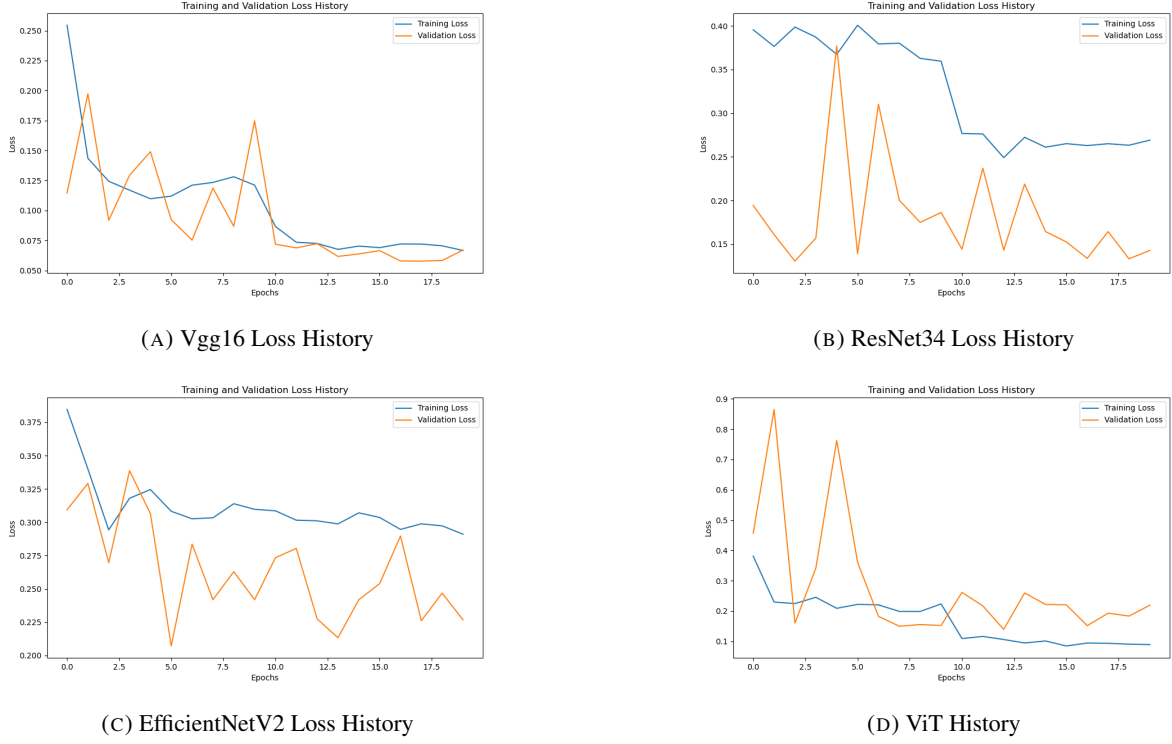 Training and Validation Loss History
Training Loss
Validation Loss
0.250
0.225
0.200
0.175
0.150
0.125
0.100
0.075
0.050
Loss
0.0 2.5 5.0 7.5 10.0 12.5 15.0 17.5
Epochs
(A) Vgg16 Loss History
Training and Validation Loss History
Training Loss
Validation Loss
0.40
0.35
0.30
0.25
0.20
0.15
Loss
0.0 2.5 5.0 7.5 10.0 12.5 15.0 17.5
Epochs
(B) ResNet34 Loss History
Training and Validation Loss History
Training Loss
Validation Loss
0.375
0.350
0.325
0.300
0.275
0.250
0.225
0.200
Loss
0.0 2.5 5.0 7.5 10.0 12.5 15.0 17.5
Epochs
(C) EfficientNetV2 Loss History
Training and Validation Loss History
Training Loss
Validation Loss
0.9
0.8
0.7
0.6
0.5
0.4
0.3
0.2
0.1
Loss
0.0 2.5 5.0 7.5 10.0 12.5 15.0 17.5
Epochs
(D) ViT History